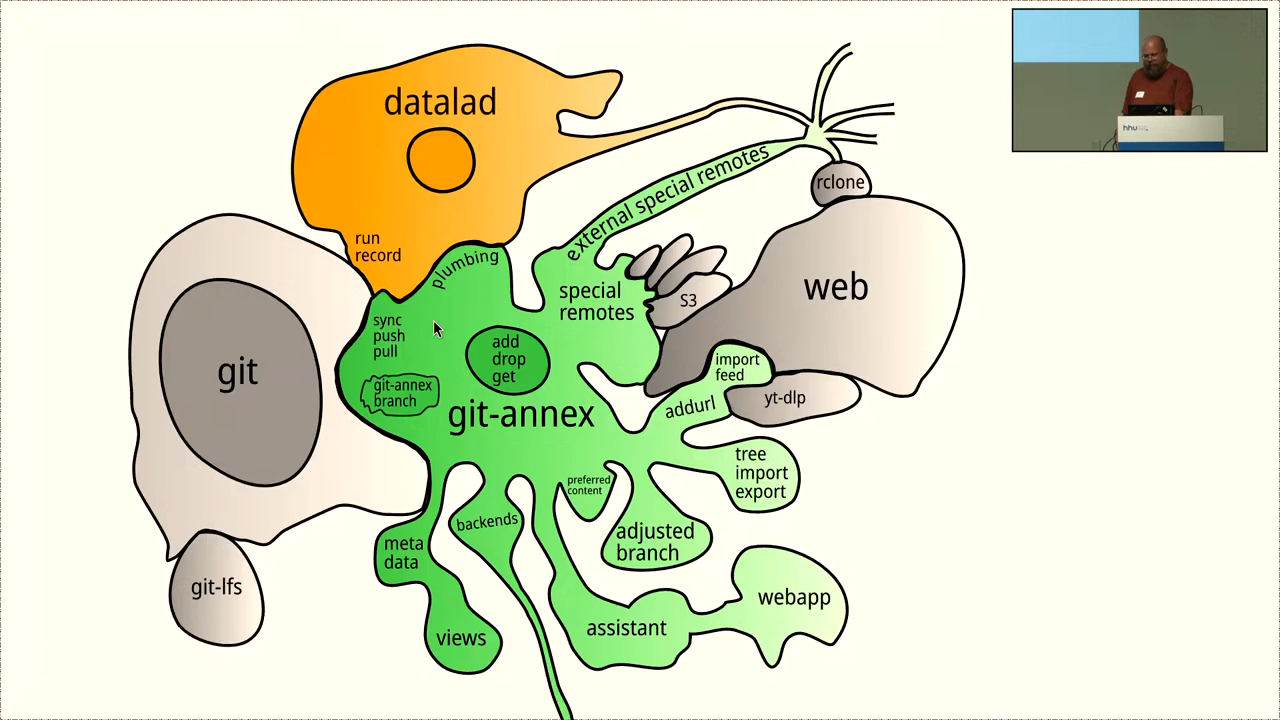 datalad
run
record
plumbing
external special remotes
rclone
web
special
remotes
S3
sync
push
pull
add
drop
get
git-annex
branch
git
git-annex
import
feed
addurl
yt-dlp
tree
import
export
preferred
content
backends
adjusted
branch
meta
data
git-lfs
views
assistant
webapp
hhu